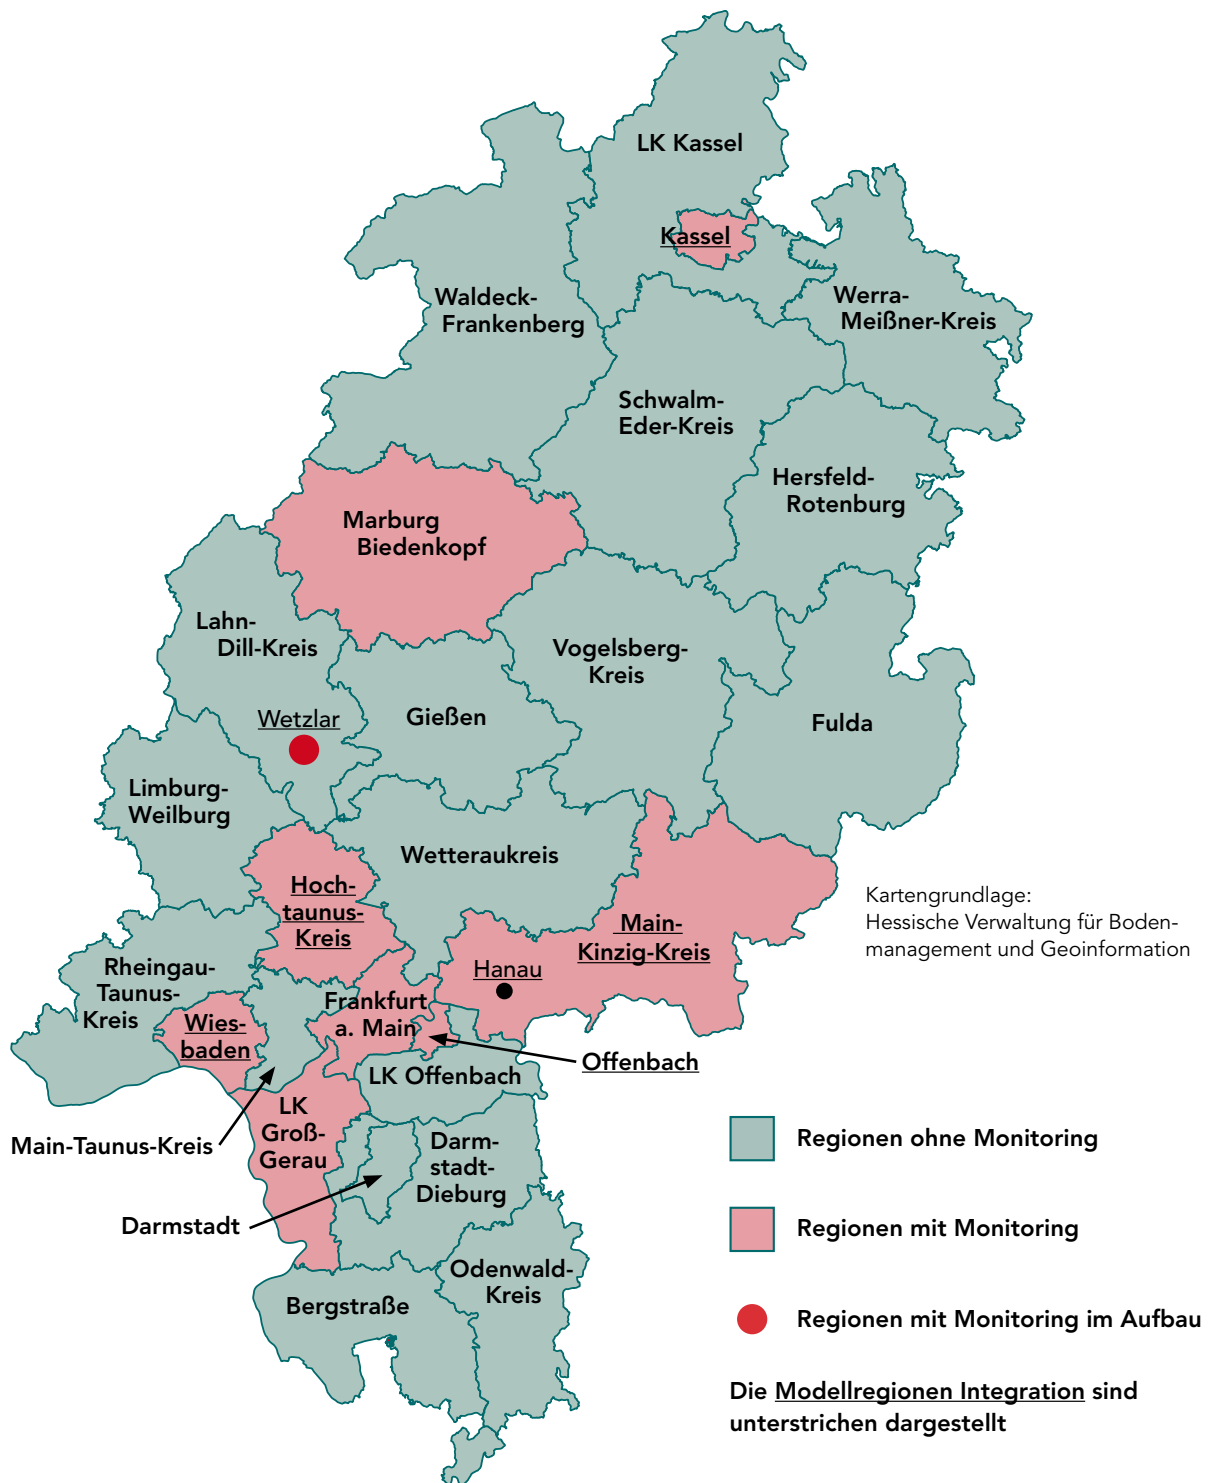 LK Kassel
Kassel
Waldeck-
Frankenberg
Werra-
Meißner-Kreis
Schwalm-
Eder-Kreis
Hersfeld-
Rotenburg
Marburg
Biedenkopf
Lahn-
Dill-Kreis
Vogelsberg-
Kreis
Wetzlar
Gießen
Fulda
Limburg-
Weilburg
Wetteraukreis
Hoch-
taunus-
Kreis
Main-
Kinzig-Kreis
Kartengrundlage:
Hessische Verwaltung für Boden-
management und Geoinformation
Rheingau-
Taunus-
Kreis
Hanau
Frankfurt
a. Main
Wies-
baden
Offenbach
LK Offenbach
LK
Groß-
Gerau
Main-Taunus-Kreis
Darm-
stadt-
Dieburg
Darmstadt
Odenwald-
Kreis
Bergstraße
Regionen ohne Monitoring
Regionen mit Monitoring
Regionen mit Monitoring im Aufbau
Die Modellregionen Integration sind
unterstrichen dargestellt